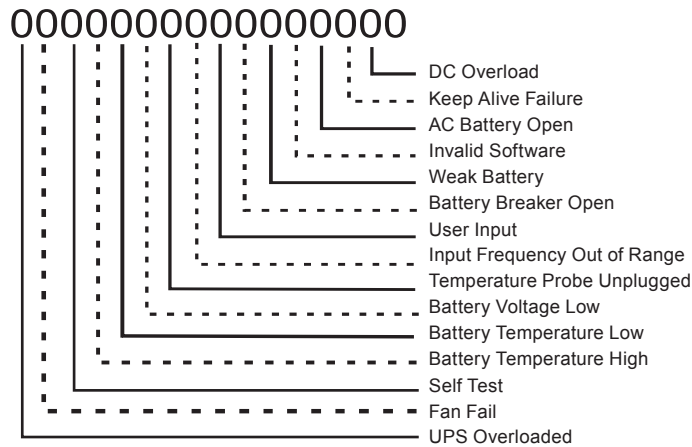 0000000000000000
DC Overload
Keep Alive Failure
AC Battery Open
Invalid Software
Weak Battery
Battery Breaker Open
User Input
Input Frequency Out of Range
Temperature Probe Unplugged
Battery Voltage Low
Battery Temperature Low
Battery Temperature High
Self Test
Fan Fail
UPS Overloaded